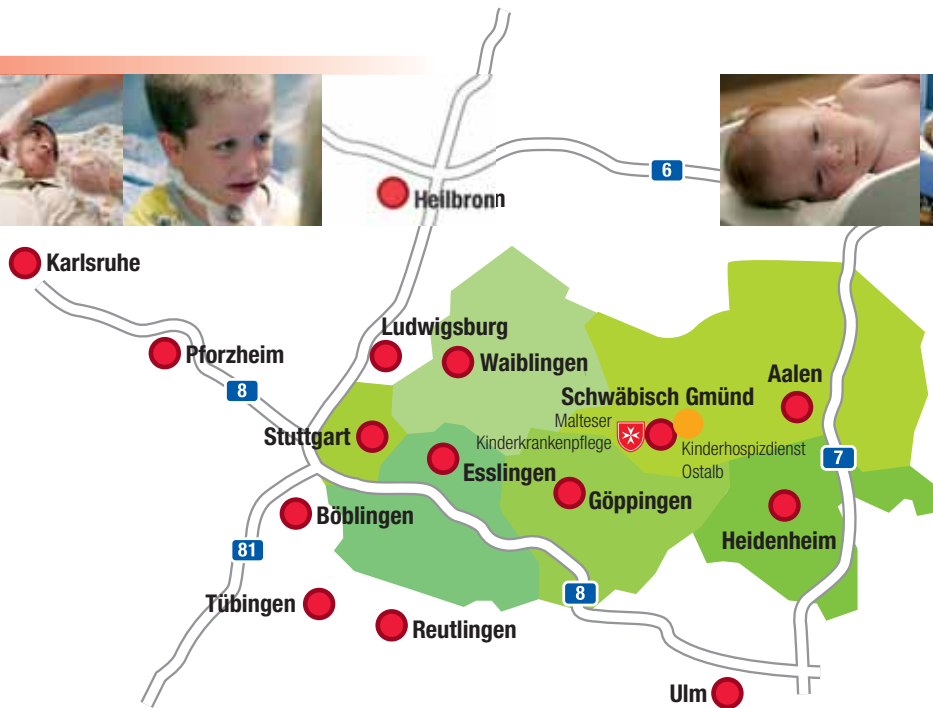 6
Heilbronn
Karlsruhe
Ludwigsburg
Pforzheim
Waiblingen
Aalen
8
Schwäbisch Gmünd
Malteser
Kinderkrankenpflege
Stuttgart
Kinderhospizdienst
Ostalb
7
Esslingen
Göppingen
Böblingen
Heidenheim
81
8
Tübingen
Reutlingen
Ulm